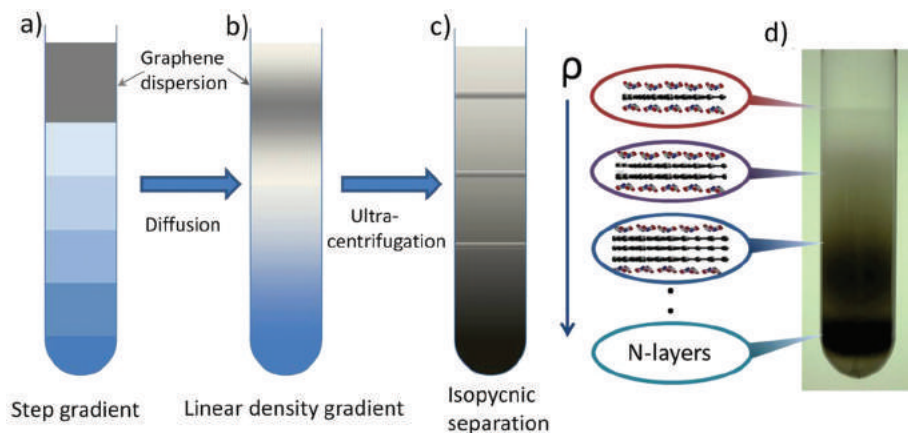 a)
b)
c)
d)
Graphene
dispersion
ρ
Diffusion
Ultra-
centrifugation
N-layers
Step gradient
Linear density gradient
Isopycnic
separation